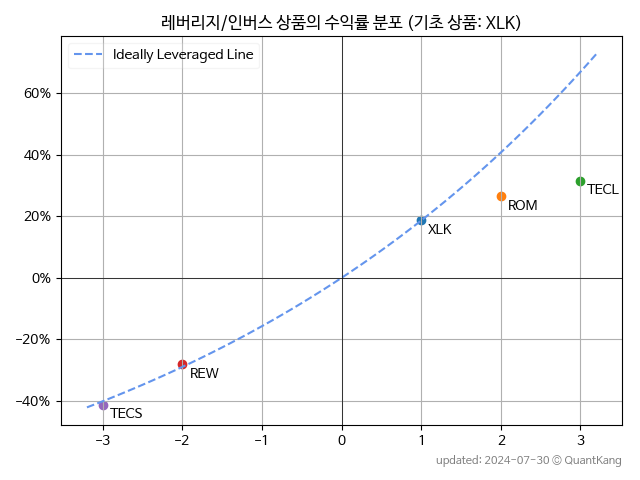 레버리지/인버스 상품의 수익률 분포 (기초 상품: XLK)
Ideally Leveraged Line
60%
40%
20%
0%
−20%
−40%
TECL
ROM
XLK
REW
TECS
−3 −2 −1 0 1 2 3
updated: 2024-07-30 © QuantKang